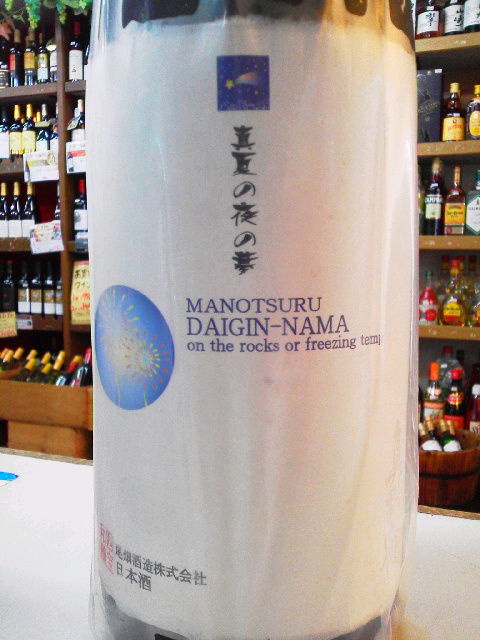 真夏の夜の夢
MANOTSURU
DAIGIN-NAMA
on the rocks or freezing temp
尾畑酒造株式会社
日本酒